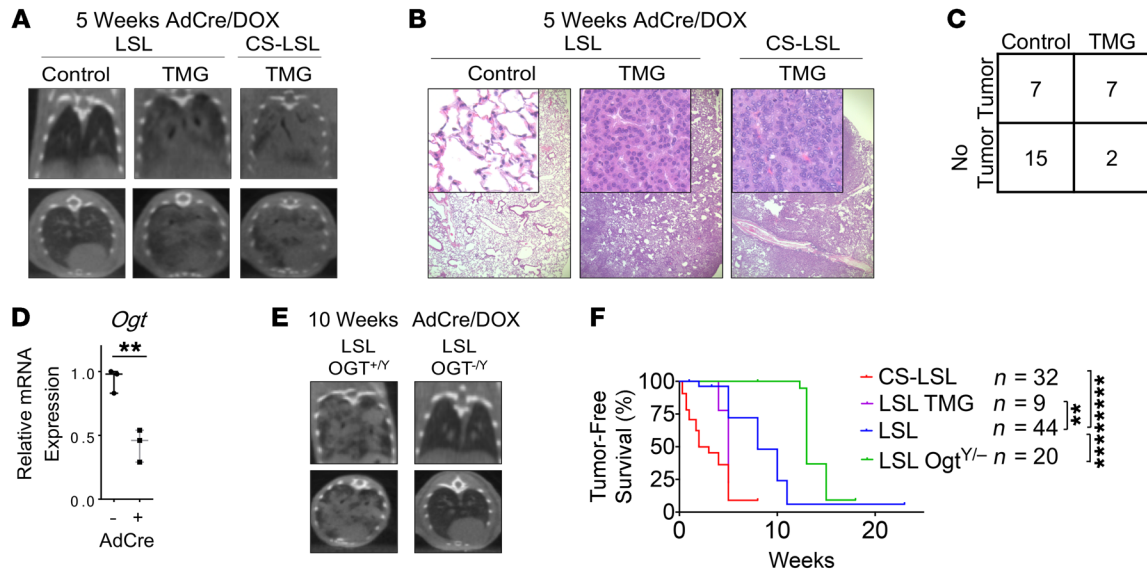 A
5 Weeks AdCre/DOX
LSL
CS-LSL
Control
TMG
TMG
B
5 Weeks AdCre/DOX
LSL
CS-LSL
Control
TMG
TMG
C
Control
TMG
Tumor
7
7
No
Tumor
15
2
D
Ogt
**
Relative mRNA
Expression
1.0
0.5
0.0
- +
AdCre
E
10 Weeks AdCre/DOX
LSL
OGT+/Y
LSL
OGT-/Y
F
Tumor-Free
Survival (%)
100
75
50
25
0
0 10 20
Weeks
CS-LSL n = 32
LSL TMG n = 9
LSL n = 44
LSL OgtY/– n = 20